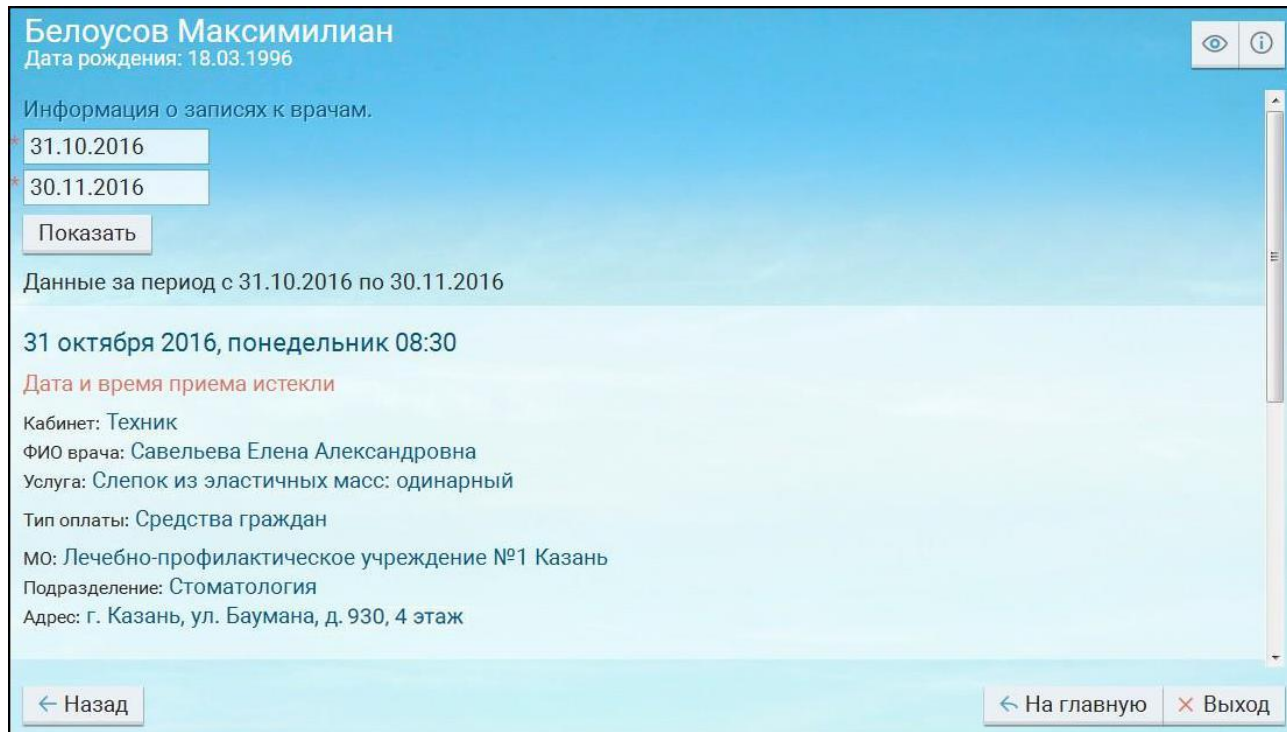 Белоусов Максимилиан
Дата рождения: 18.03.1996
Информация о записях к врачам.
* 31.10.2016
* 30.11.2016
Показать
Данные за период с 31.10.2016 по 30.11.2016
31 октября 2016, понедельник 08:30
Дата и время приема истекли
Кабинет: Техник
ФИО врача: Савельева Елена Александровна
Услуга: Слепок из эластичных масс: одинарный
Тип оплаты: Средства граждан
МО: Лечебно-профилактическое учреждение №1 Казань
Подразделение: Стоматология
Адрес: г. Казань, ул. Баумана, д. 930, 4 этаж
Назад
На главную
Выход